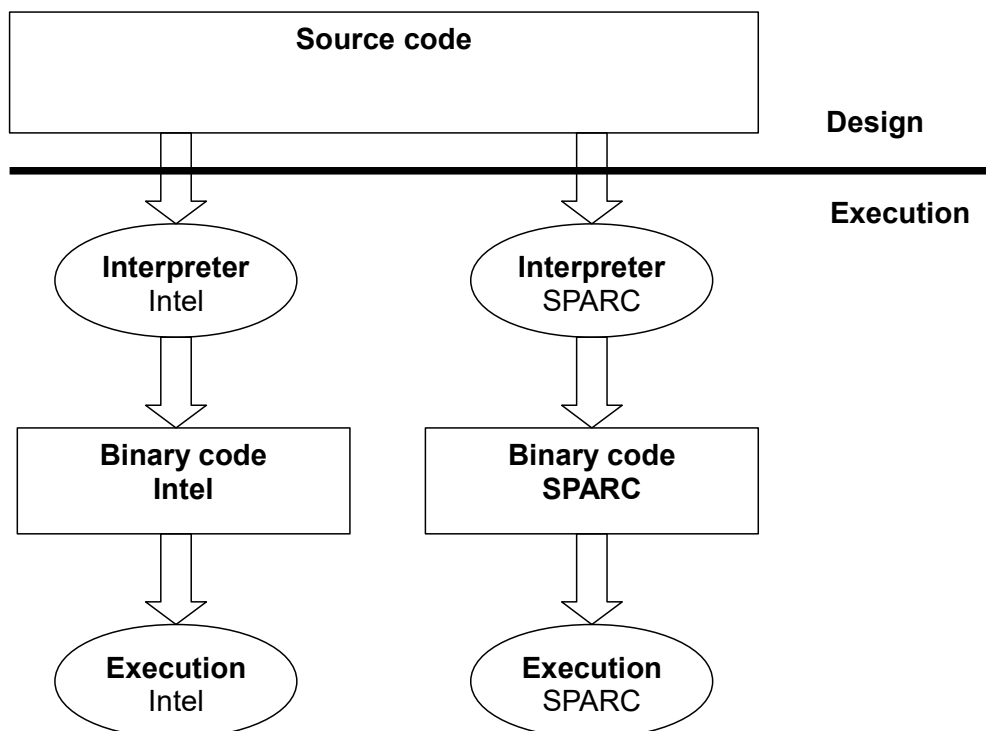 Source code
Design
Execution
Interpreter
Intel
Interpreter
SPARC
Binary code
Intel
Binary code
SPARC
Execution
Intel
Execution
SPARC